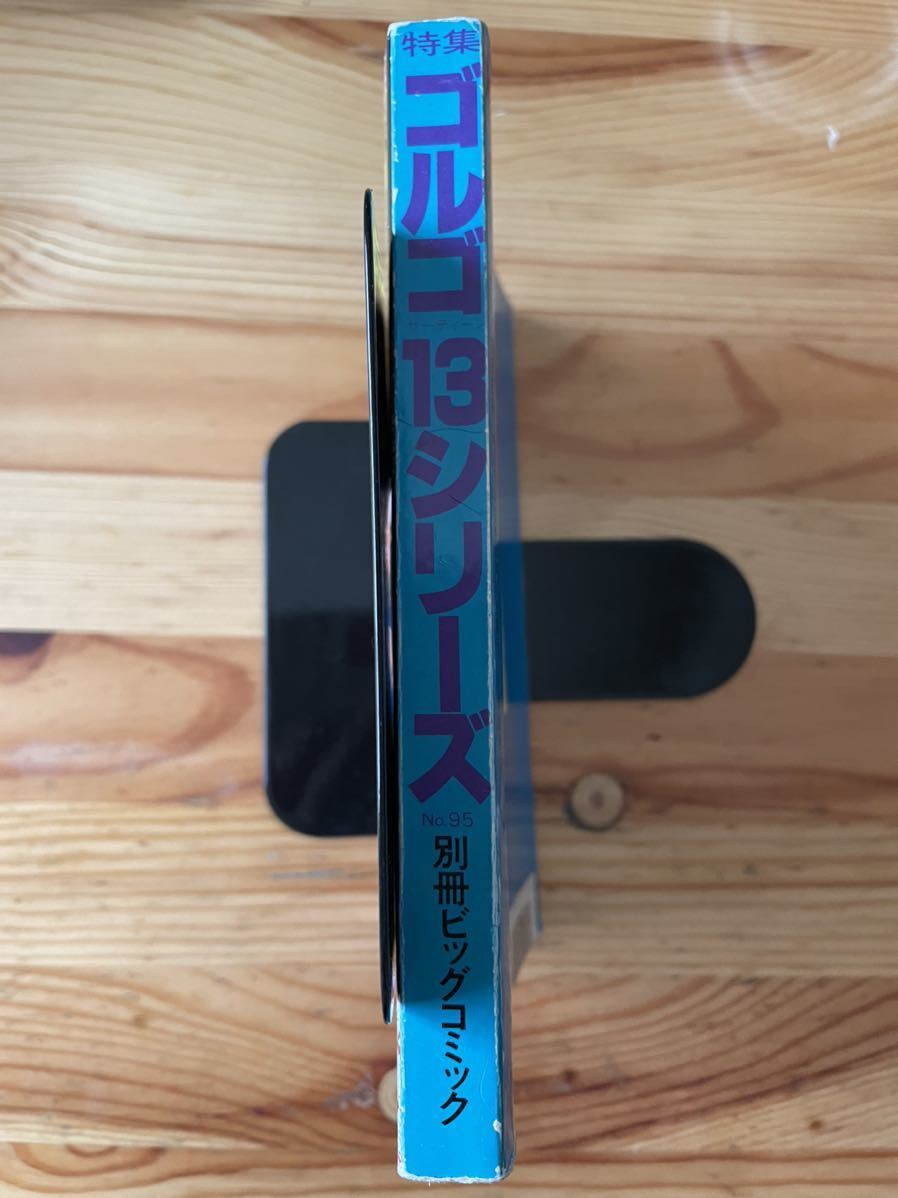 特集
ゴルゴ13シリーズ
サーティーン
No.95
別冊ビッグコミック